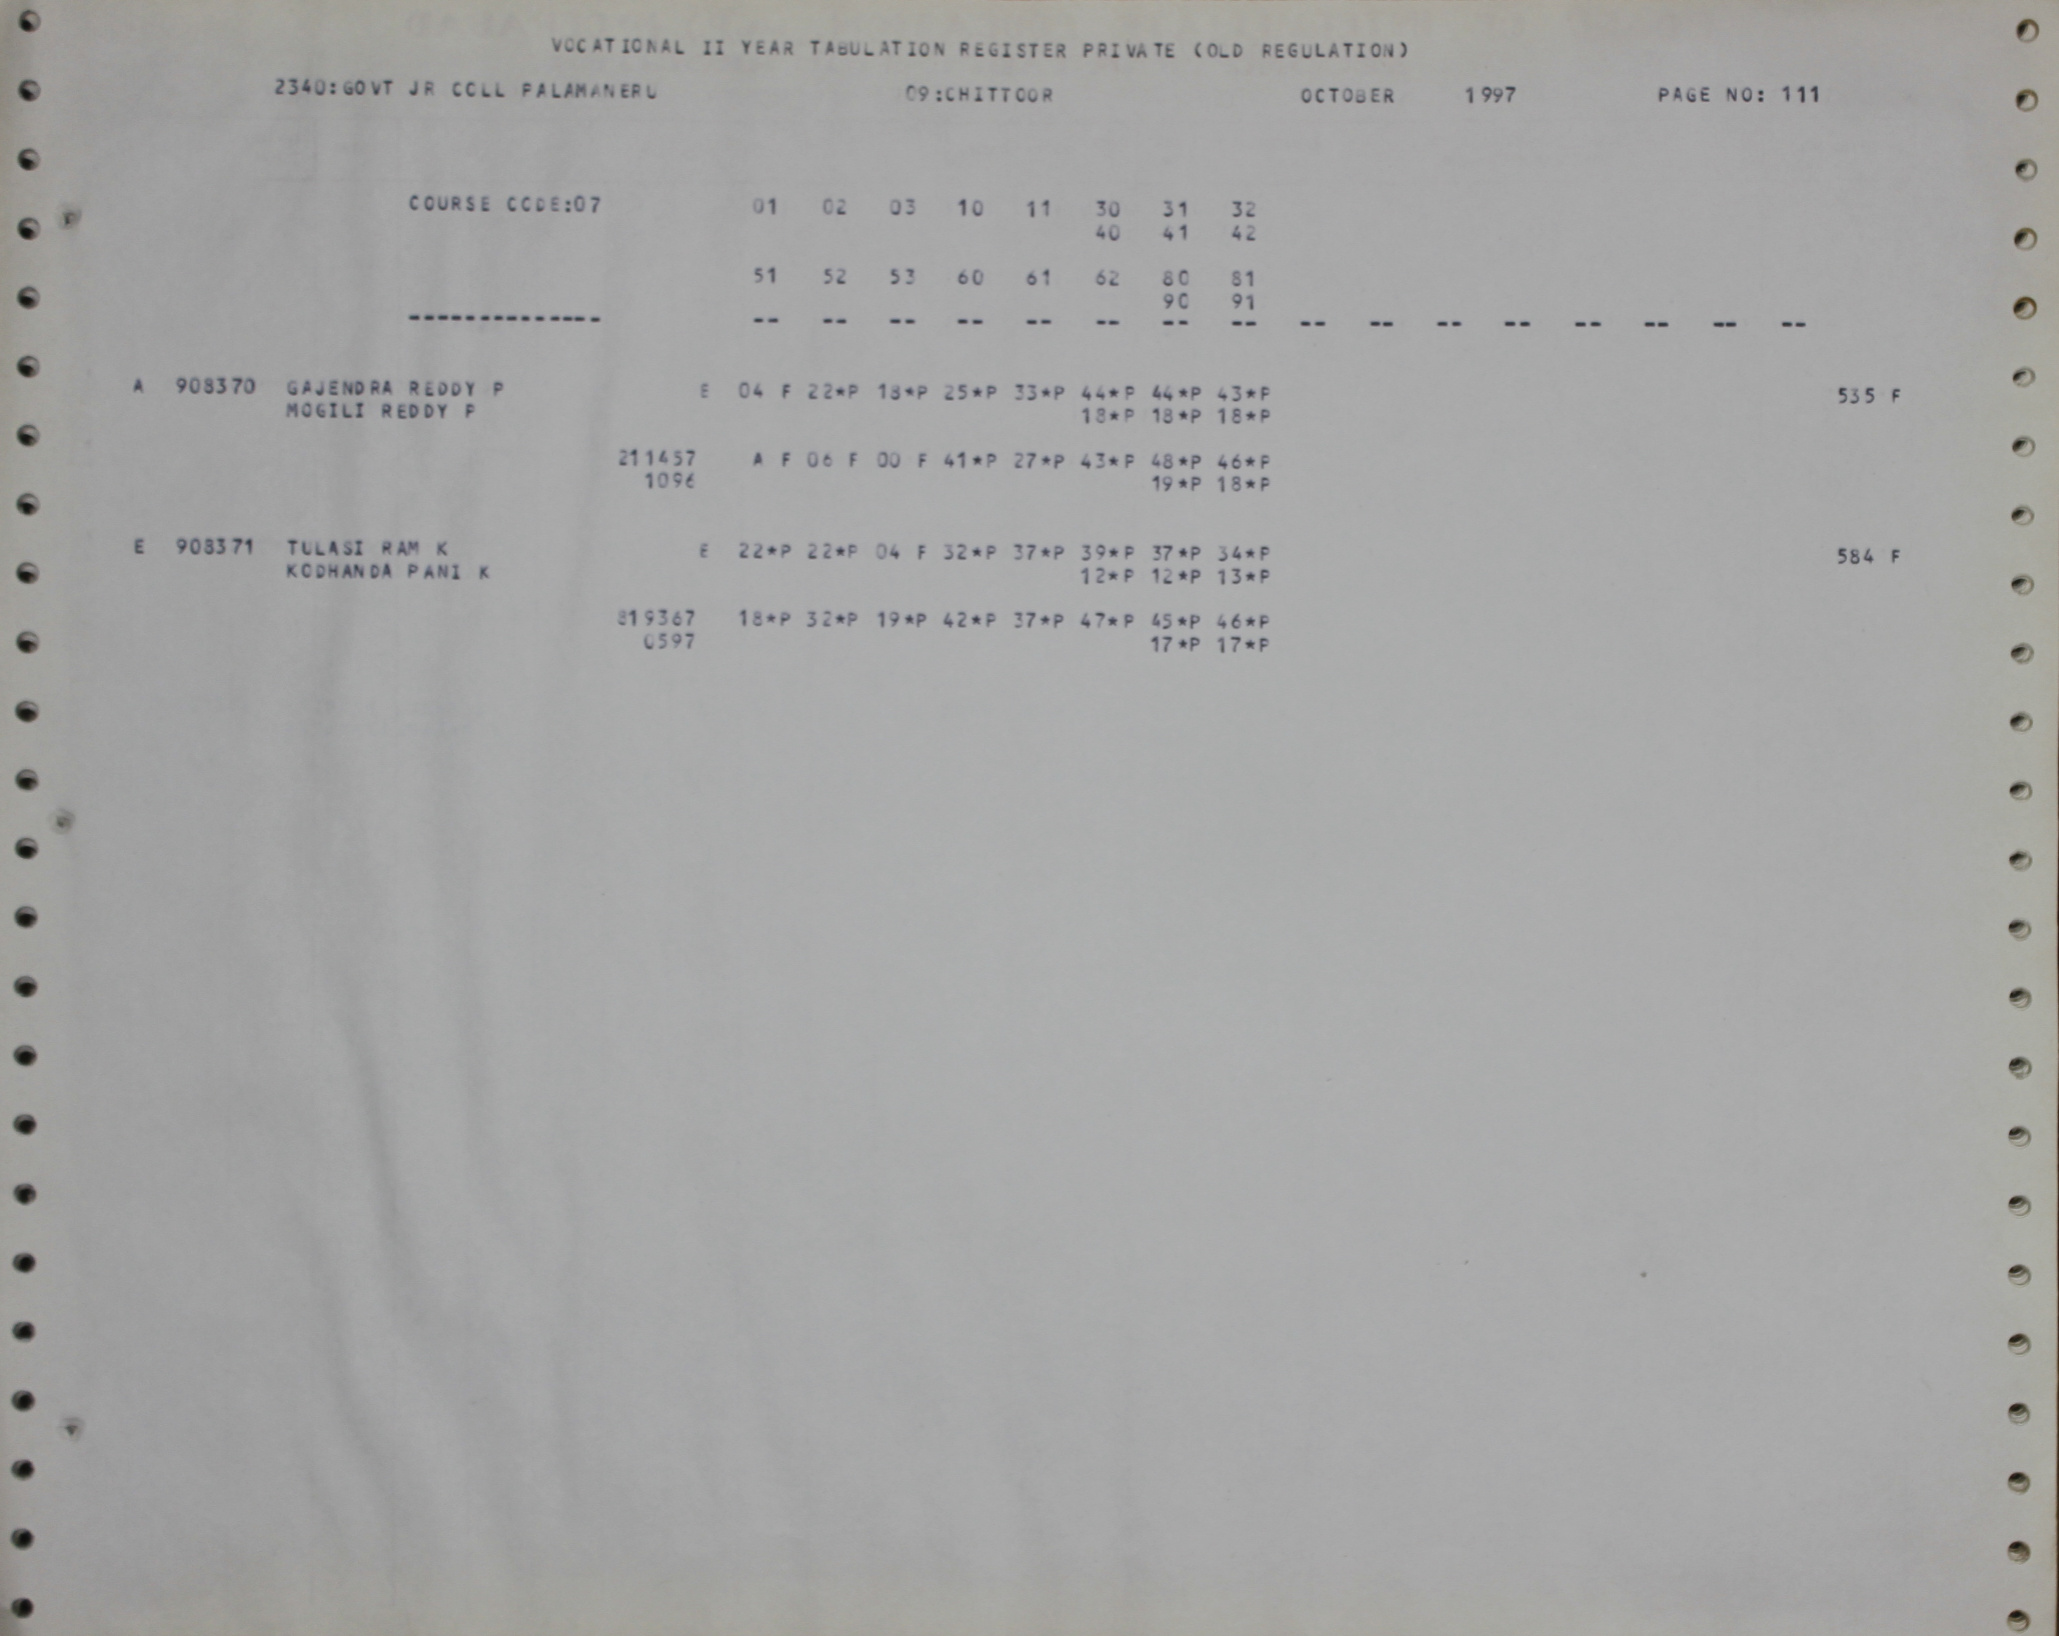 VOCATIONAL II YEAR TABULATION REGISTER PRIVATE (OLD REGULATION)
2340:GOVT JR COLL PALAMANERU 09:CHITTOOR OCTOBER 1997 PAGE NO: 111
COURSE CODE:07 01 02 03 10 11 30 31 32
40 41 42
51 52 53 60 61 62 80 81
90 91
-------------- -- -- -- -- -- -- -- -- -- -- -- -- -- -- -- --
A 908370 GAJENDRA REDDY P E 04 F 22*P 18*P 25*P 33*P 44*P 44*P 43*P 535 F
MOGILI REDDY P 18*P 18*P 18*P
211457 A F 06 F 00 F 41*P 27*P 43*P 48*P 46*P
1096 19*P 18*P
E 908371 TULASI RAM K E 22*P 22*P 04 F 32*P 37*P 39*P 37*P 34*P 584 F
KODHANDA PANI K 12*P 12*P 13*P
819367 18*P 32*P 19*P 42*P 37*P 47*P 45*P 46*P
0597 17*P 17*P